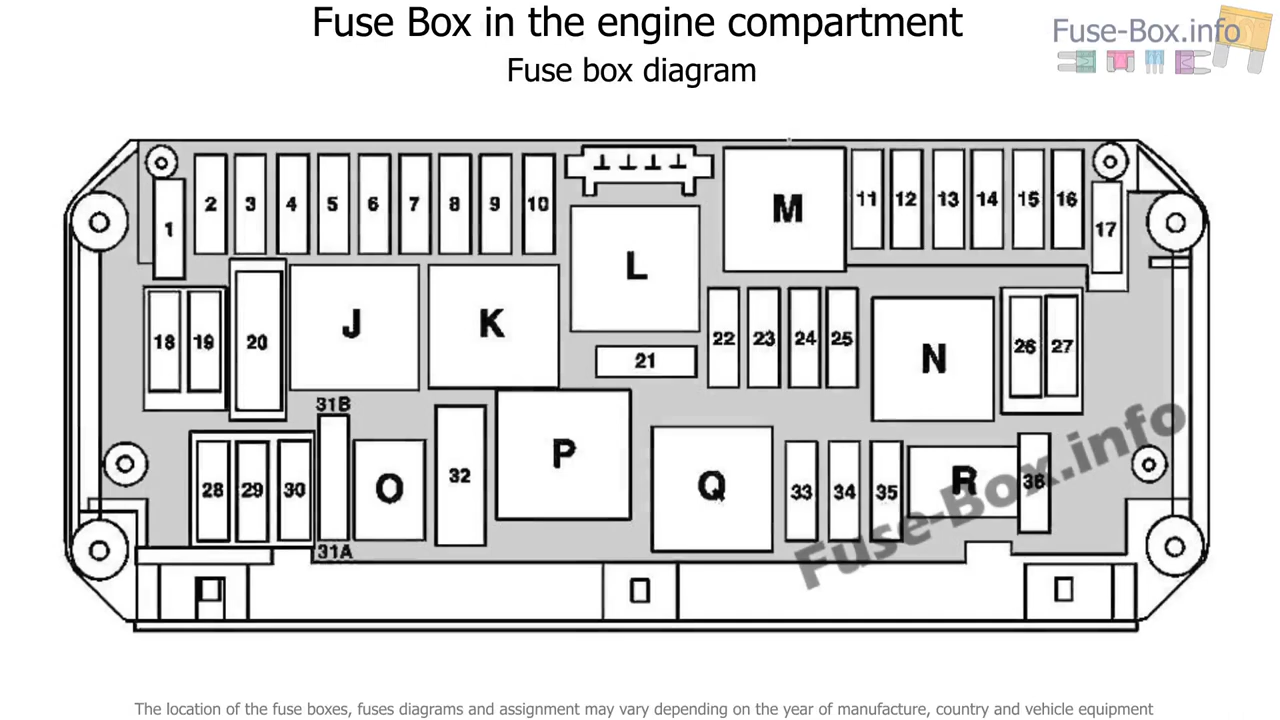 Fuse Box in the engine compartment
Fuse box diagram
Fuse-Box.info
1 2 3 4 5 6 7 8 9 10 M 11 12 13 14 15 16 17
L
18 19 20 J K 21 22 23 24 25 N 26 27
31B
28 29 30 O 32 P Q 33 34 35 R 36
31A
Fuse-Box.info
The location of the fuse boxes, fuses diagrams and assignment may vary depending on the year of manufacture, country and vehicle equipment